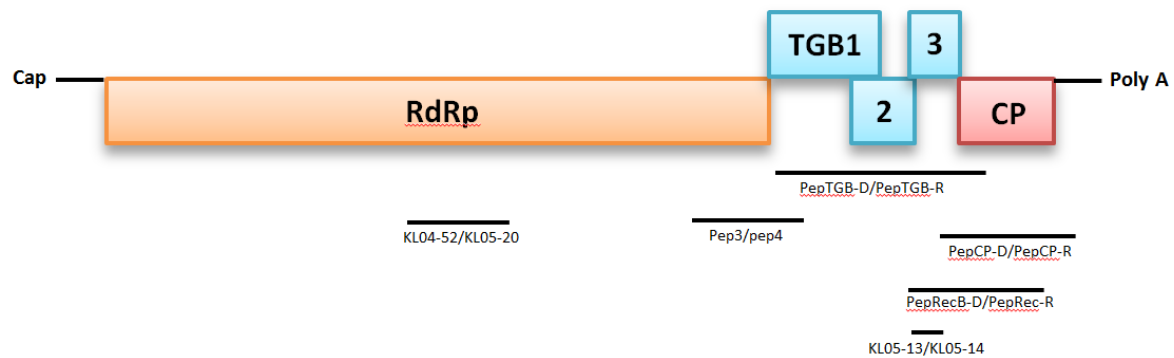 TGB1
3
Cap
Poly A
RdRp
2
CP
PepTGB-D/PepTGB-R
KL04-52/KL05-20
Pep3/pep4
PepCP-D/PepCP-R
PepRecB-D/PepRec-R
KL05-13/KL05-14